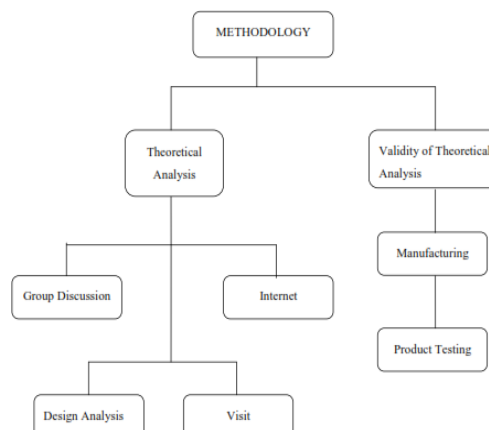 METHODOLOGY
Theoretical
Analysis
Validity of Theoretical
Analysis
Manufacturing
Group Discussion
Internet
Product Testing
Design Analysis
Visit